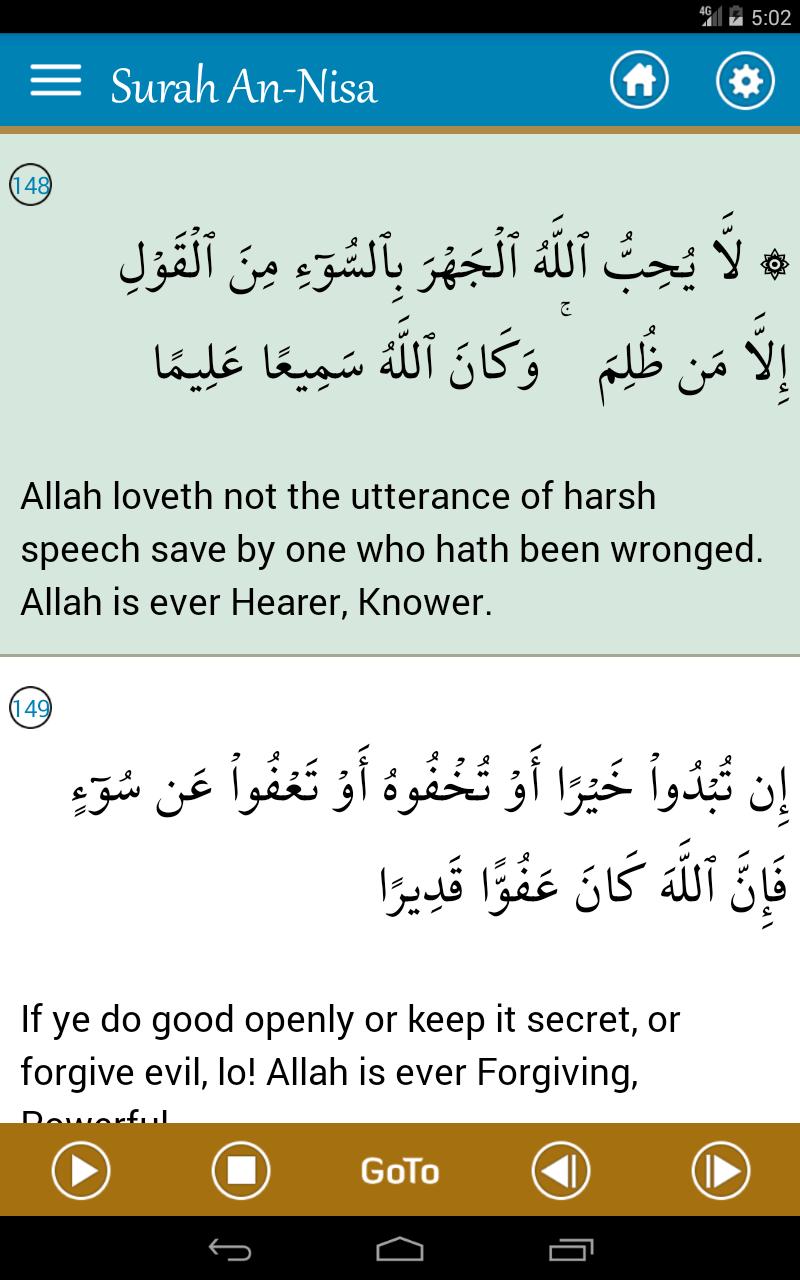 4G 5:02
Surah An-Nisa
148
۞ لَّا يُحِبُّ ٱللَّهُ ٱلْجَهْرَ بِٱلسُّوٓءِ مِنَ ٱلْقَوْلِ
إِلَّا مَن ظُلِمَ ۚ وَكَانَ ٱللَّهُ سَمِيعًا عَلِيمًا
Allah loveth not the utterance of harsh
speech save by one who hath been wronged.
Allah is ever Hearer, Knower.
149
إِن تُبْدُوا۟ خَيْرًا أَوْ تُخْفُوهُ أَوْ تَعْفُوا۟ عَن سُوٓءٍ
فَإِنَّ ٱللَّهَ كَانَ عَفُوًّا قَدِيرًا
If ye do good openly or keep it secret, or
forgive evil, lo! Allah is ever Forgiving,
Powerful
GoTo